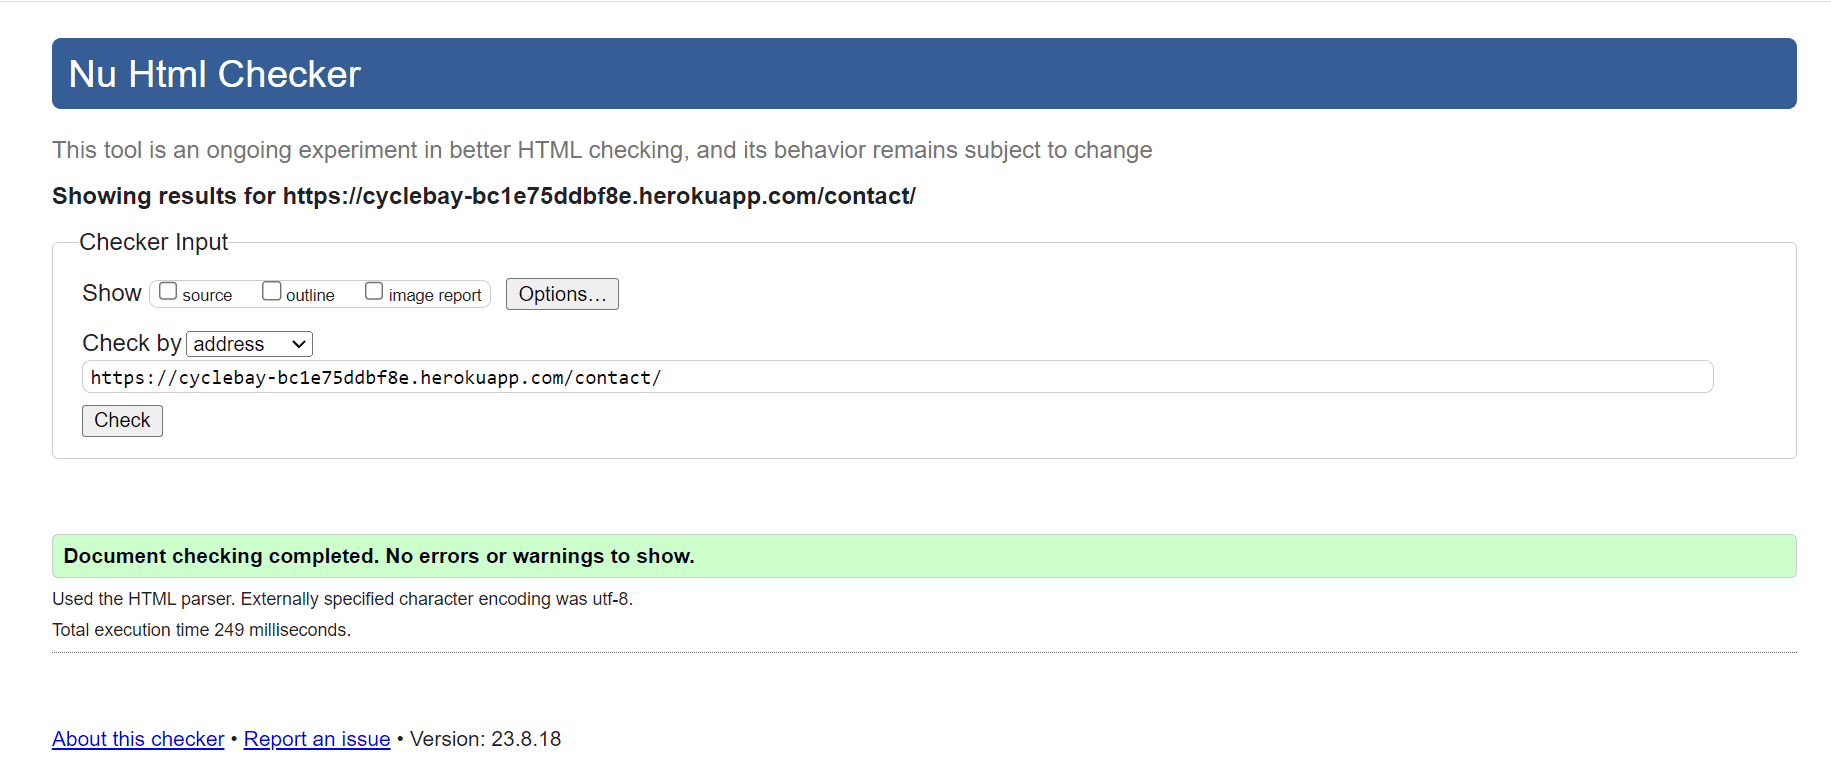 Nu Html Checker
This tool is an ongoing experiment in better HTML checking, and its behavior remains subject to change
Showing results for https://cyclebay-bc1e75ddbf8e.herokuapp.com/contact/
Checker Input
Show source outline image report Options...
Check by address
https://cyclebay-bc1e75ddbf8e.herokuapp.com/contact/
Check
Document checking completed. No errors or warnings to show.
Used the HTML parser. Externally specified character encoding was utf-8.
Total execution time 249 milliseconds.
About this checker • Report an issue • Version: 23.8.18